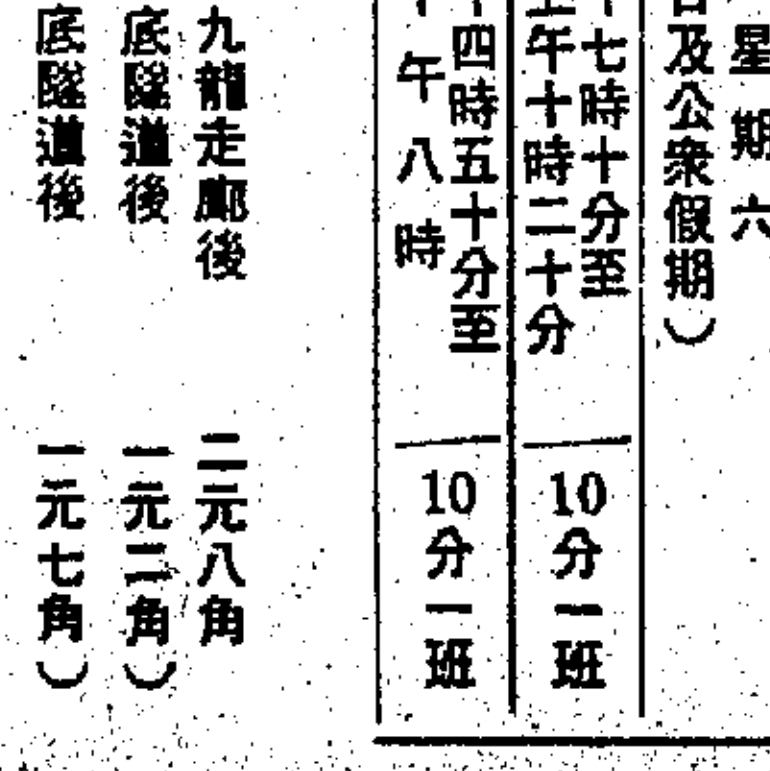 星期六
及公衆假期）
七時十分至
午十時二十分
10分一班
四時五十分至
午八時
10分一班
九龍走廊後 二元八角
底隧道後 一元二角）
底隧道後 一元七角）